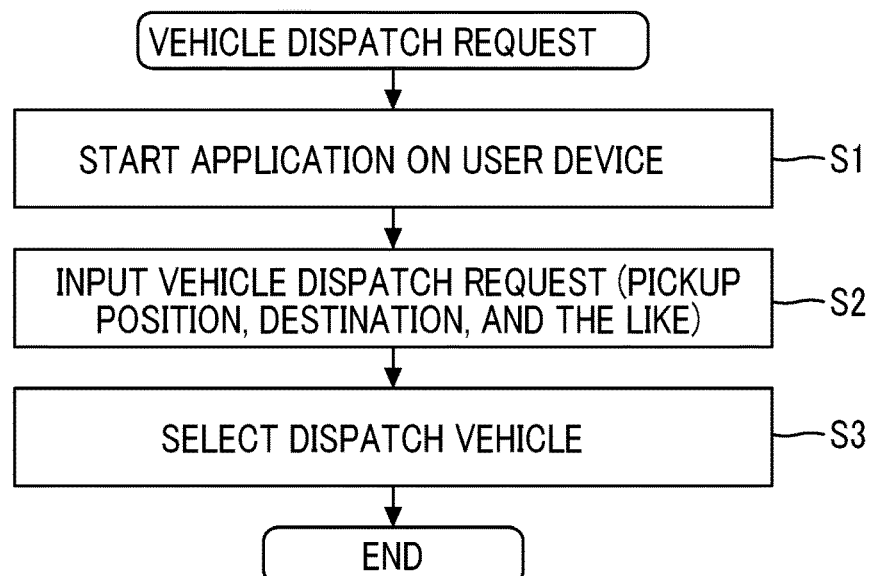 VEHICLE DISPATCH REQUEST
START APPLICATION ON USER DEVICE
S1
INPUT VEHICLE DISPATCH REQUEST (PICKUP
POSITION, DESTINATION, AND THE LIKE)
S2
SELECT DISPATCH VEHICLE
S3
END